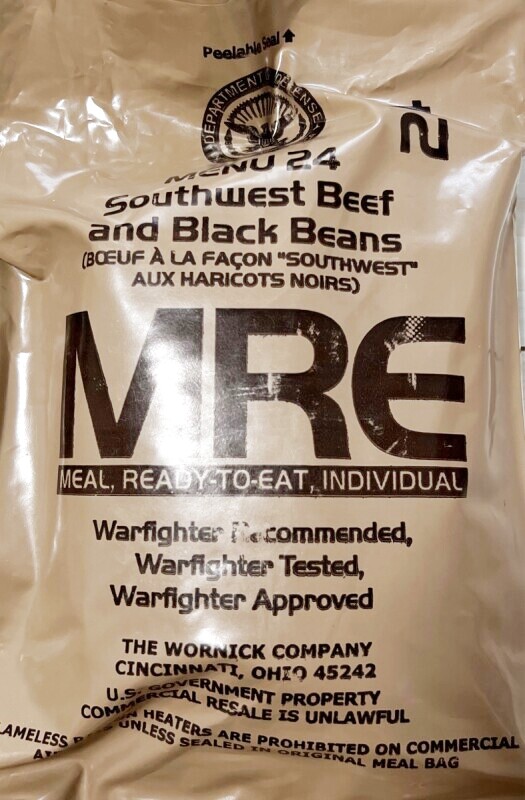 Peelable Seal ↑
DEPARTMENT DEFENSE
24
MENU 24
Southwest Beef
and Black Beans
(BŒUF À LA FAÇON "SOUTHWEST"
AUX HARICOTS NOIRS)
MRE
MEAL, READY-TO-EAT, INDIVIDUAL
Warfighter Recommended,
Warfighter Tested,
Warfighter Approved
THE WORNICK COMPANY
CINCINNATI, OHIO 45242
U.S. GOVERNMENT PROPERTY
COMMERCIAL RESALE IS UNLAWFUL
HEATERS ARE PROHIBITED ON COMMERCIAL
UNLESS SEALED IN ORIGINAL MEAL BAG